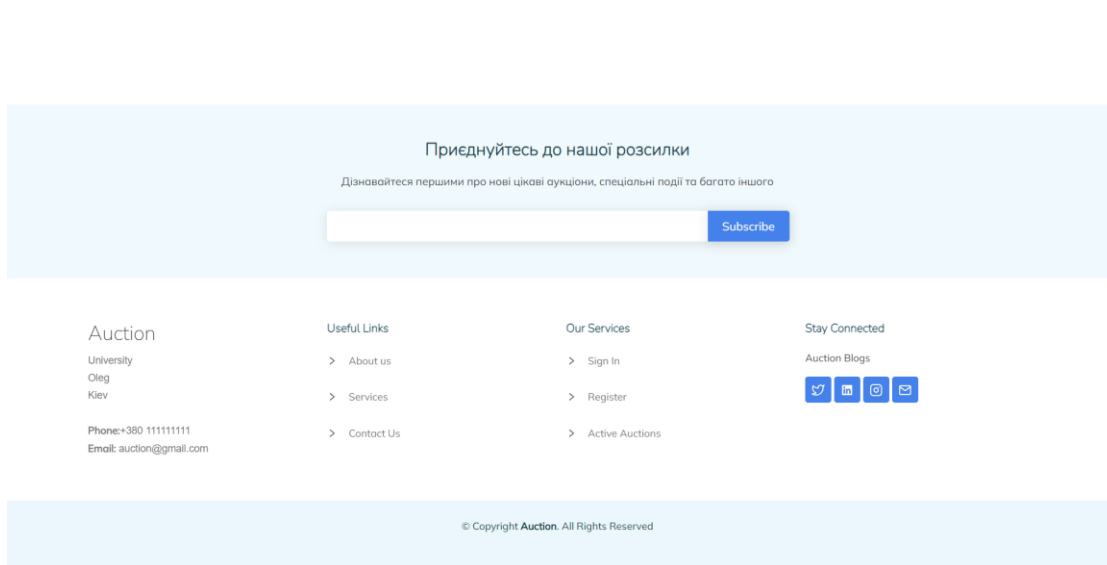 Приєднуйтесь до нашої розсилки
Дізнавайтеся першими про нові цікаві аукціони, спеціальні події та багато іншого
Subscribe
Auction
University
Oleg
Kiev
Phone:+380 111111111
Email: auction@gmail.com
Useful Links
About us
Services
Contact Us
Our Services
Sign In
Register
Active Auctions
Stay Connected
Auction Blogs
© Copyright Auction. All Rights Reserved